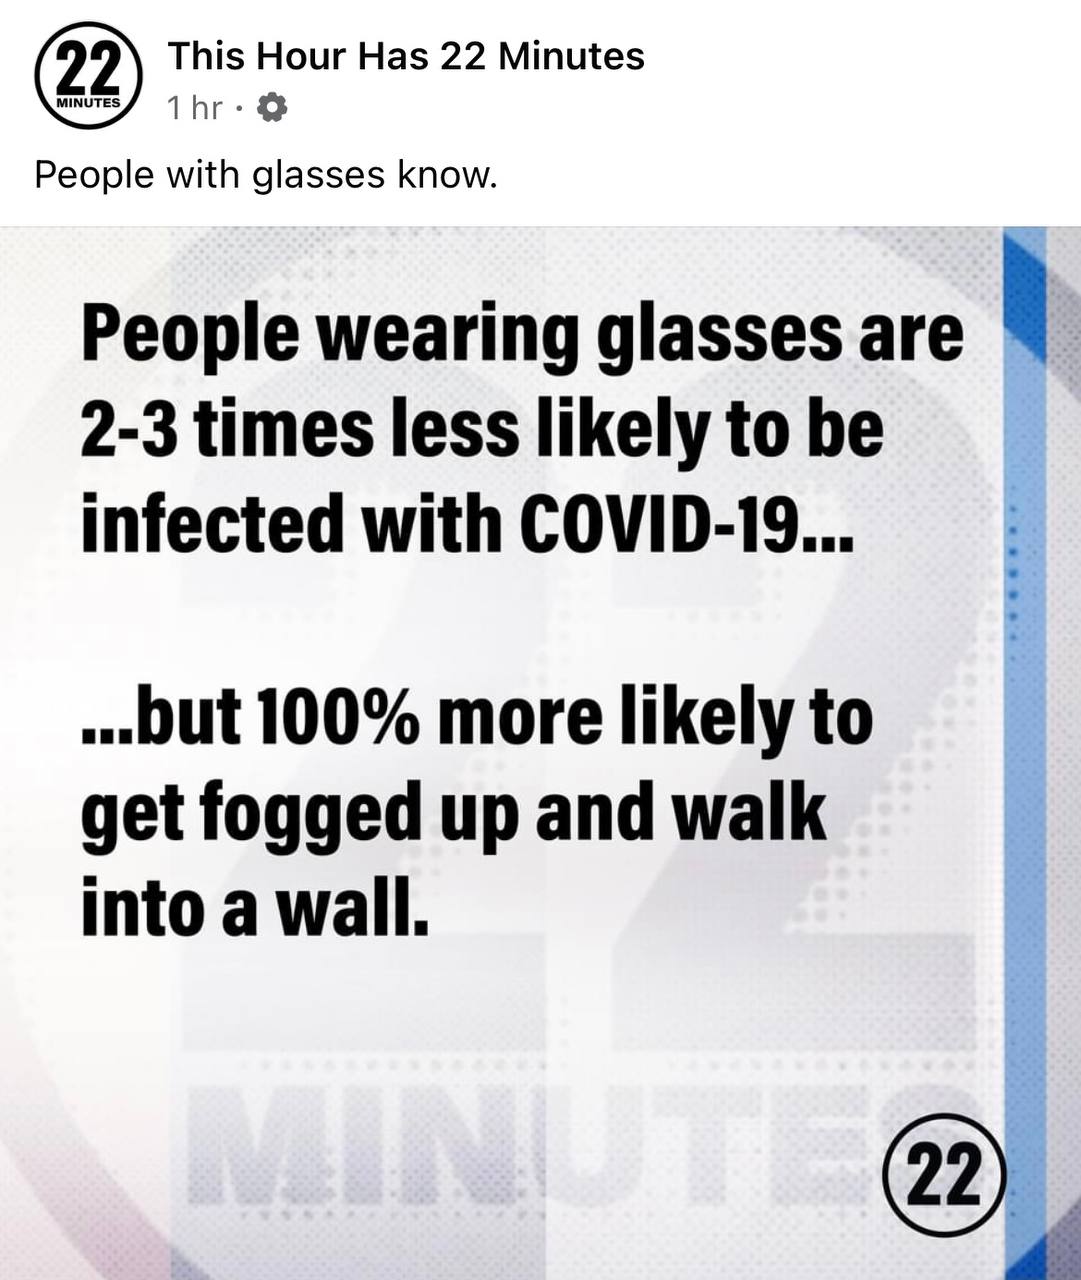 22
MINUTES
This Hour Has 22 Minutes
1 hr ·
People with glasses know.
People wearing glasses are
2-3 times less likely to be
infected with COVID-19...
...but 100% more likely to
get fogged up and walk
into a wall.
22
MINUTES
22